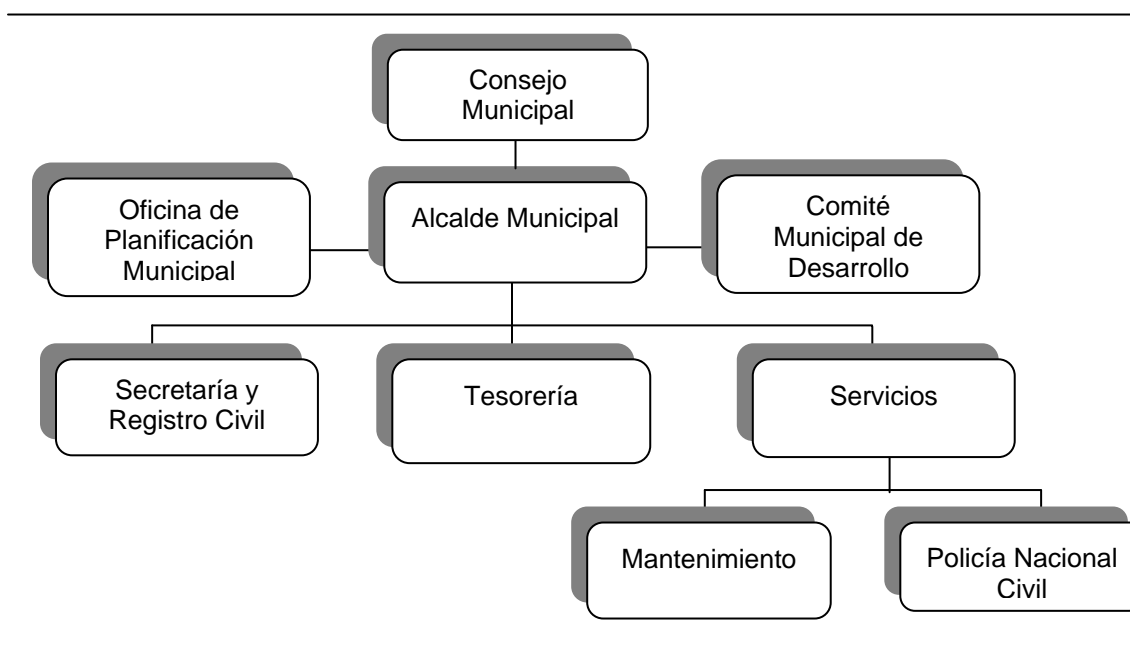 Consejo
Municipal
Oficina de
Planificación
Municipal
Alcalde Municipal
Comité
Municipal de
Desarrollo
Secretaría y
Registro Civil
Tesorería
Servicios
Mantenimiento
Policía Nacional
Civil